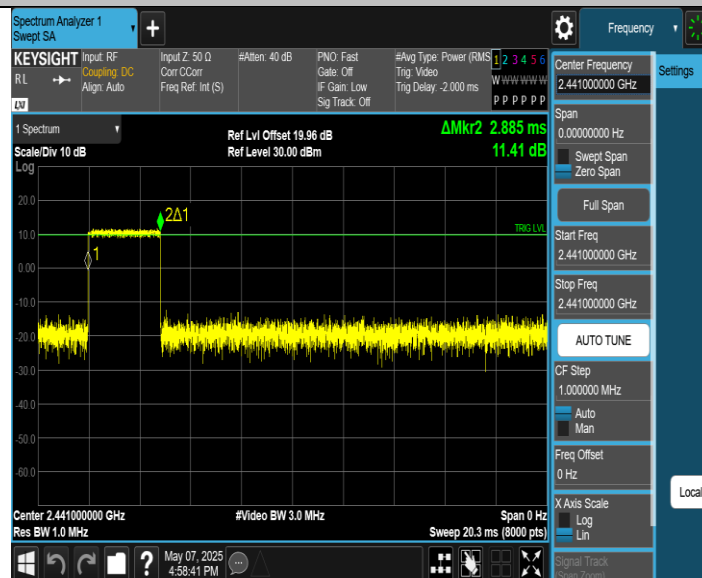 Spectrum Analyzer 1
Swept SA
+
Frequency
KEYSIGHT
RL
LXI
Input: RF
Coupling: DC
Align: Auto
Input Z: 50 Ω
Corr CCorr
Freq Ref: Int (S)
#Atten: 40 dB
PNO: Fast
Gate: Off
IF Gain: Low
Sig Track: Off
#Avg Type: Power (RMS
Trig: Video
Trig Delay: -2.000 ms
1 2 3 4 5 6
W W W W W W
P P P P P P
1 Spectrum
Scale/Div 10 dB
Log
Ref Lvl Offset 19.96 dB
Ref Level 30.00 dBm
ΔMkr2 2.885 ms
11.41 dB
20.0
10.0
0.00
-10.0
-20.0
-30.0
-40.0
-50.0
-60.0
2Δ1
1
TRIG LVL
Center 2.441000000 GHz
Res BW 1.0 MHz
#Video BW 3.0 MHz
Span 0 Hz
Sweep 20.3 ms (8000 pts)
Center Frequency
2.441000000 GHz
Span
0.00000000 Hz
Swept Span
Zero Span
Full Span
Start Freq
2.441000000 GHz
Stop Freq
2.441000000 GHz
AUTO TUNE
CF Step
1.000000 MHz
Auto
Man
Freq Offset
0 Hz
X Axis Scale
Log
Lin
Signal Track
(Span Zoom)
Settings
Local
?
May 07, 2025
4:58:41 PM